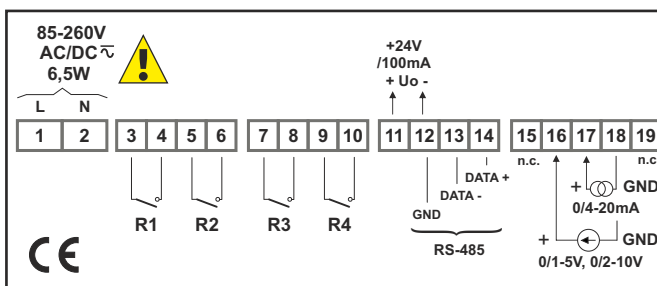 85-260V
AC/DC
6,5W
L N
+24V
/100mA
+ Uo -
1 2 3 4 5 6 7 8 9 10 11 12 13 14 15 16 17 18 19
n.c. n.c.
R1 R2 R3 R4
GND
DATA -
DATA +
RS-485
+ GND
0/4-20mA
+ GND
0/1-5V, 0/2-10V
CE